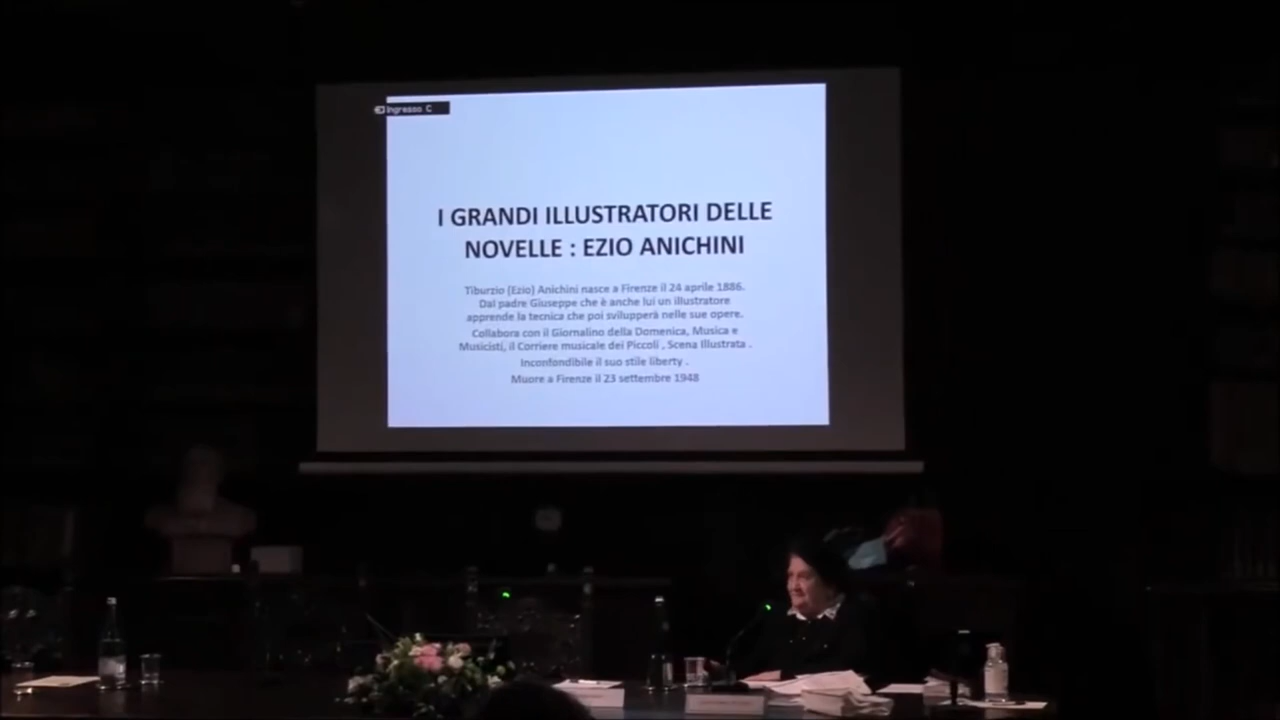 Ingresso C
I GRANDI ILLUSTRATORI DELLE
NOVELLE : EZIO ANICHINI
Tiburzio (Ezio) Anichini nasce a Firenze il 24 aprile 1886.
Dal padre Giuseppe che è anche lui un illustratore
apprende la tecnica che poi svilupperà nelle sue opere.
Collabora con il Giornalino della Domenica, Musica e
Musicisti, il Corriere musicale dei Piccoli , Scena Illustrata .
Inconfondibile il suo stile liberty .
Muore a Firenze il 23 settembre 1948